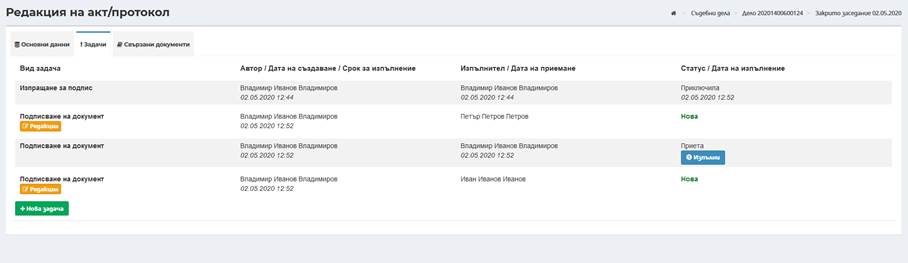 Редакция на акт/протокол
Съдебни дела > Дело 20201400600124 > Закрито заседание 02.05.2020
Основни данни ! Задачи Свързани документи
Вид задача Автор / Дата на създаване / Срок за изпълнение Изпълнител / Дата на приемане Статус / Дата на изпълнение
Изпращане за подпис Владимир Иванов Владимиров Владимир Иванов Владимиров Приключила
02.05.2020 12:44 02.05.2020 12:44 02.05.2020 12:52
Подписване на документ Владимир Иванов Владимиров Петър Петров Петров Нова
Редакция 02.05.2020 12:52
Подписване на документ Владимир Иванов Владимиров Владимир Иванов Владимиров Приета
02.05.2020 12:52 02.05.2020 12:52 Изпълни
Подписване на документ Владимир Иванов Владимиров Иван Иванов Иванов Нова
Редакция 02.05.2020 12:52
+ Нова задача